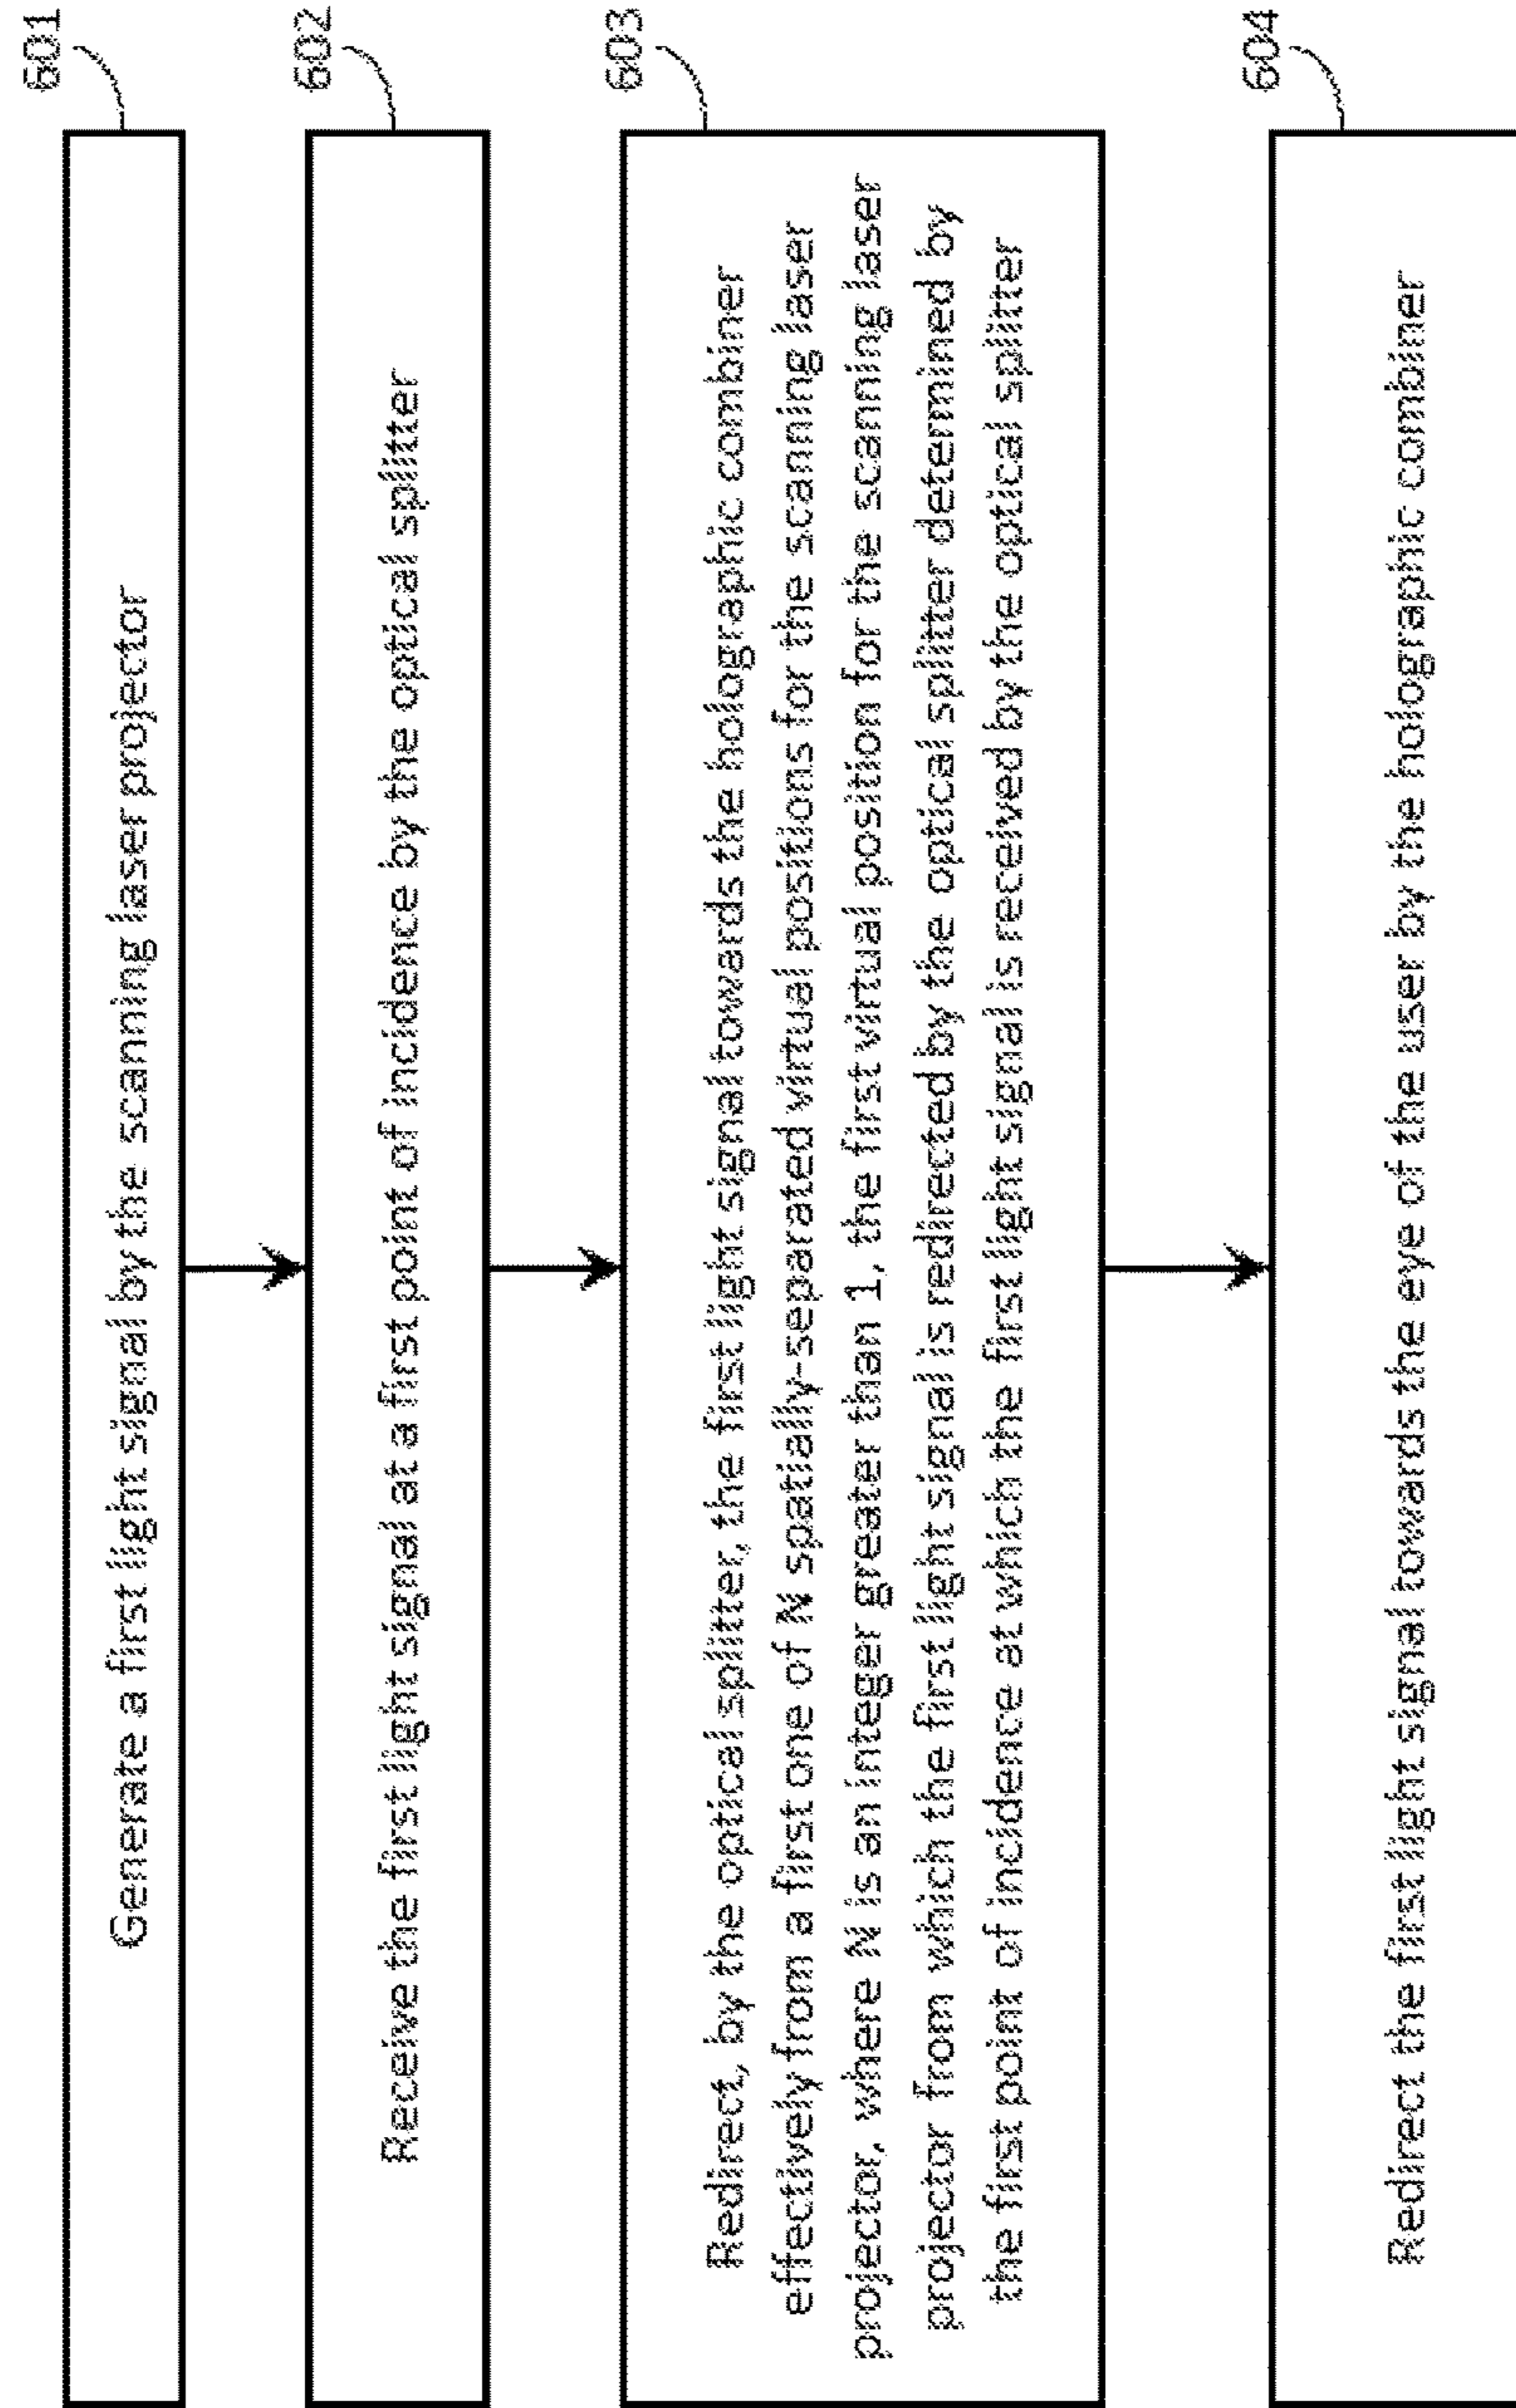 601
Generate a first light signal by the scanning laser projector
602
Receive the first light signal at a first point of incidence by the optical splitter
603
Redirect, by the optical splitter, the first light signal towards the holographic combiner
effectively from a first one of N spatially-separated virtual positions for the scanning laser
projector, where N is an integer greater than 1, the first virtual position for the scanning laser
projector from which the first light signal is redirected by the optical splitter determined by
the first point of incidence at which the first light signal is received by the optical splitter
604
Redirect the first light signal towards the eye of the user by the holographic combiner